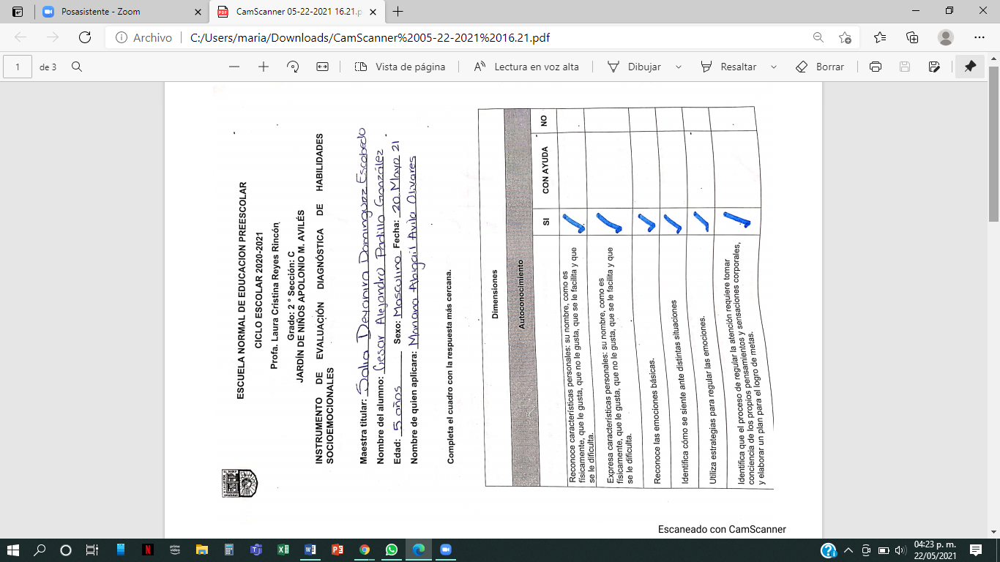 Posasistente - Zoom
CamScanner 05-22-2021 16.21.p
Archivo
C:/Users/maria/Downloads/CamScanner%2005-22-2021%2016.21.pdf
1 de 3
Vista de página
Lectura en voz alta
Dibujar
Resaltar
Borrar
ESCUELA NORMAL DE EDUCACION PREESCOLAR
CICLO ESCOLAR 2020-2021
Profa. Laura Cristina Reyes Rincón
Grado: 2 ° Sección: C
JARDÍN DE NIÑOS APOLONIO M. AVILÉS
INSTRUMENTO DE EVALUACIÓN DIAGNÓSTICA DE HABILIDADES
SOCIOEMOCIONALES
Maestra titular: Salia Deyanira Dominguez Escobedo
Nombre del alumno: Cesar Alejandro Padilla González
Edad: 5 años Sexo: Masculino Fecha: 20 Mayo 21
Nombre de quien aplicara: Mariana Abigail Avila Olivares
Completa el cuadro con la respuesta más cercana.
Dimensiones
Autoconocimiento
SI CON AYUDA NO
Reconoce características personales: su nombre, como es
físicamente, que le gusta, que no le gusta, que se le facilita y que
se le dificulta.
Expresa características personales: su nombre, como es
físicamente, que le gusta, que no le gusta, que se le facilita y que
se le dificulta.
Reconoce las emociones básicas.
Identifica cómo se siente ante distintas situaciones
Utiliza estrategias para regular las emociones.
Identifica que el proceso de regular la atención requiere tomar
conciencia de los propios pensamientos y sensaciones corporales,
y elaborar un plan para el logro de metas.
Escaneado con CamScanner
04:23 p. m.
22/05/2021